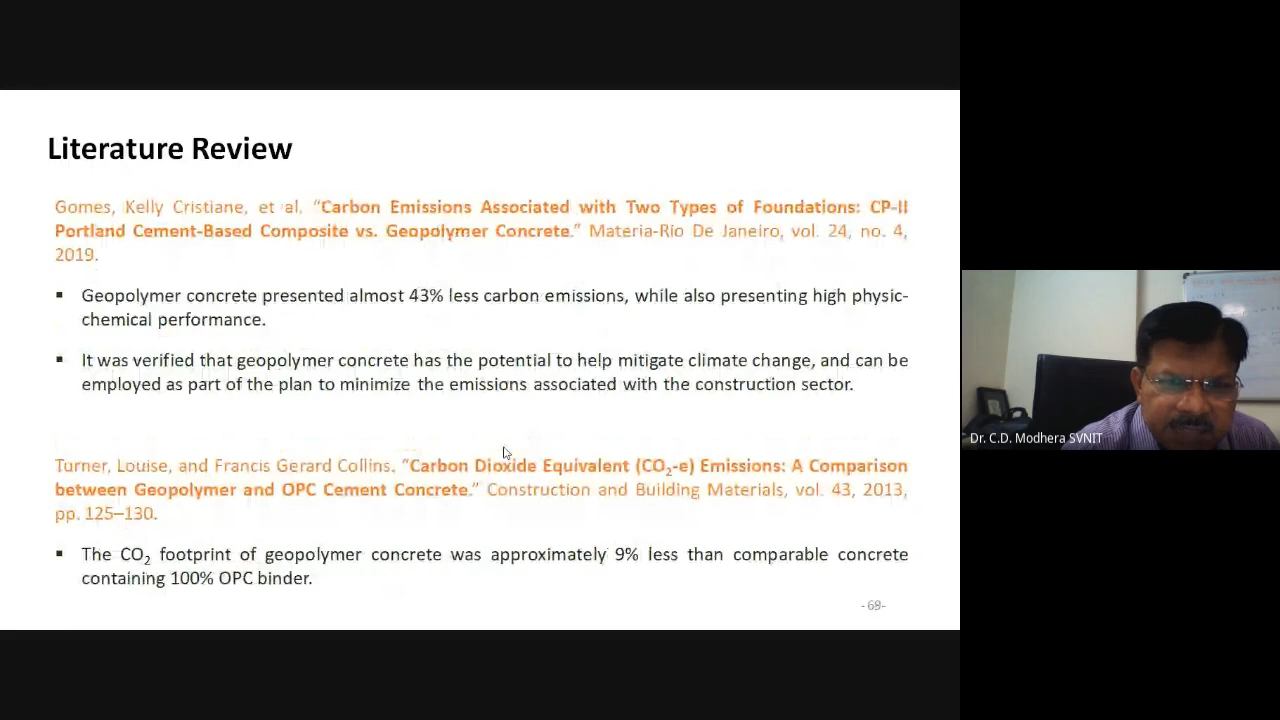 Literature Review
Gomes, Kelly Cristiane, et al. “Carbon Emissions Associated with Two Types of Foundations: CP-II
Portland Cement-Based Composite vs. Geopolymer Concrete.” Materia-Rio De Janeiro, vol. 24, no. 4,
2019.
▪ Geopolymer concrete presented almost 43% less carbon emissions, while also presenting high physic-
chemical performance.
▪ It was verified that geopolymer concrete has the potential to help mitigate climate change, and can be
employed as part of the plan to minimize the emissions associated with the construction sector.
Turner, Louise, and Francis Gerard Collins. “Carbon Dioxide Equivalent (CO₂-e) Emissions: A Comparison
between Geopolymer and OPC Cement Concrete.” Construction and Building Materials, vol. 43, 2013,
pp. 125–130.
▪ The CO₂ footprint of geopolymer concrete was approximately 9% less than comparable concrete
containing 100% OPC binder.
-69-
Dr. C.D. Modhera SVNIT